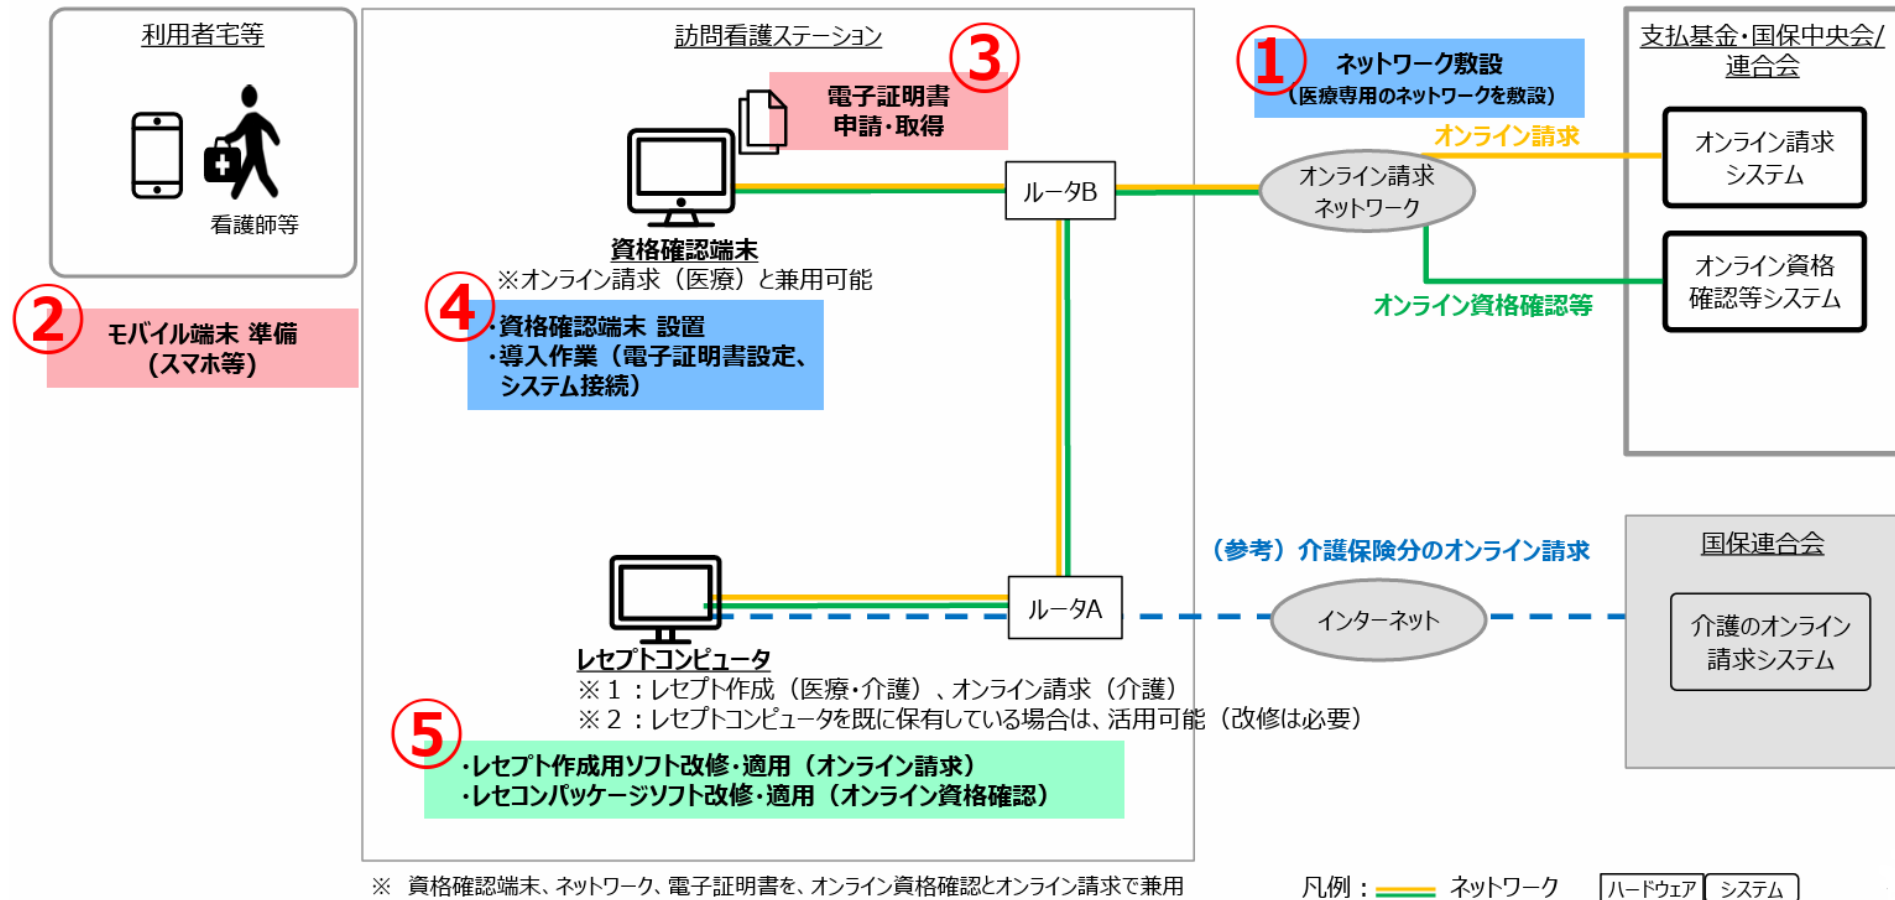 利用者宅等
看護師等
②
モバイル端末 準備
(スマホ等)
訪問看護ステーション
③
電子証明書
申請・取得
資格確認端末
※オンライン請求（医療）と兼用可能
④
・資格確認端末 設置
・導入作業（電子証明書設定、
システム接続）
ルータB
①
ネットワーク敷設
（医療専用のネットワークを敷設）
オンライン請求
オンライン請求
ネットワーク
オンライン資格確認等
支払基金・国保中央会/
連合会
オンライン請求
システム
オンライン資格
確認等システム
レセプトコンピュータ
※１：レセプト作成（医療・介護）、オンライン請求（介護）
※２：レセプトコンピュータを既に保有している場合は、活用可能（改修は必要）
⑤
・レセプト作成用ソフト改修・適用（オンライン請求）
・レセコンパッケージソフト改修・適用（オンライン資格確認）
ルータA
（参考）介護保険分のオンライン請求
インターネット
国保連合会
介護のオンライン
請求システム
※ 資格確認端末、ネットワーク、電子証明書を、オンライン資格確認とオンライン請求で兼用
凡例：
ネットワーク
ハードウェア
システム